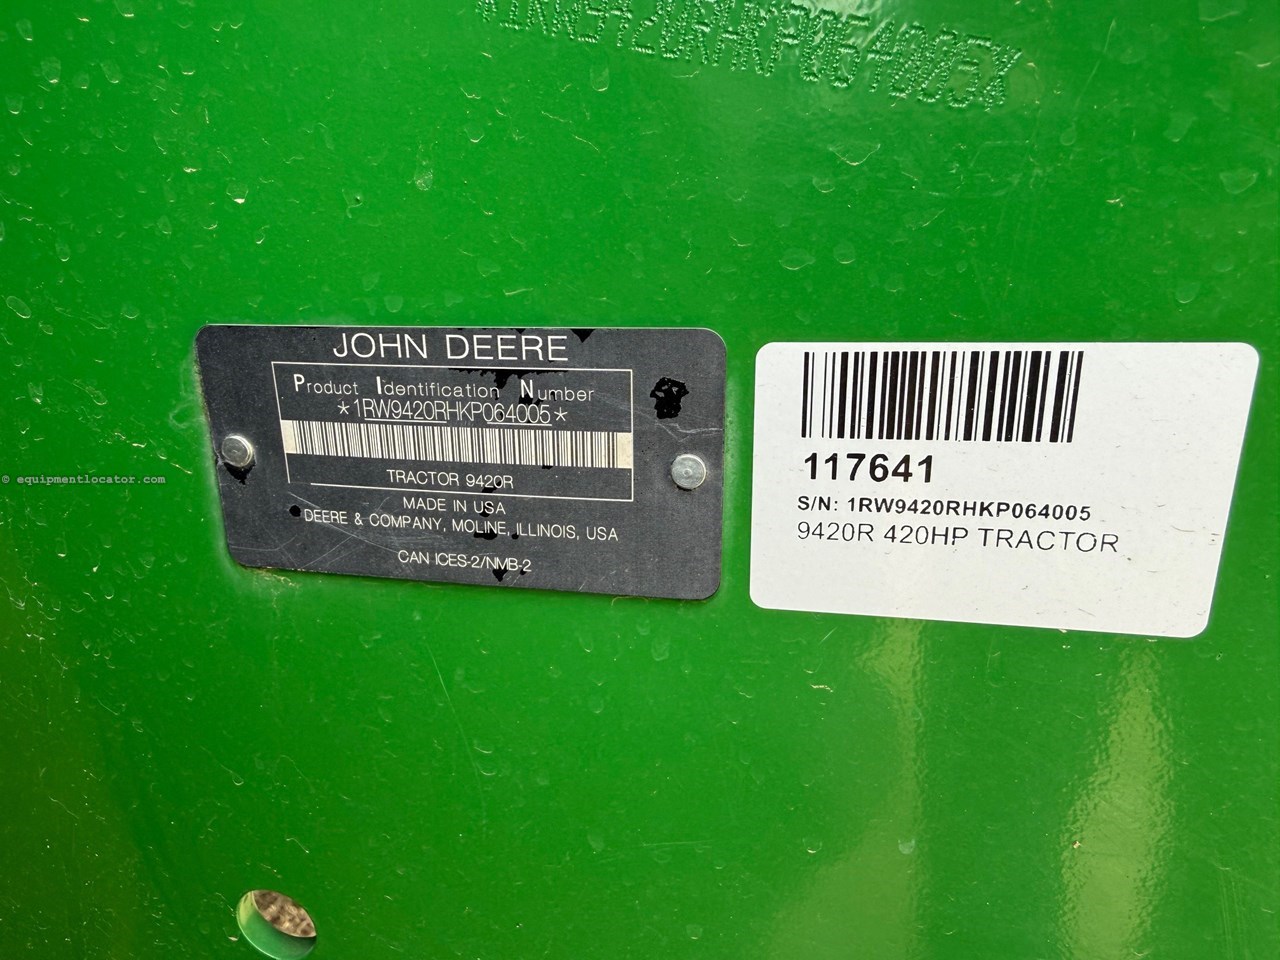 *1RW9420RHKP064005*
JOHN DEERE
Product Identification Number
*1RW9420RHKP064005*
TRACTOR 9420R
MADE IN USA
DEERE & COMPANY, MOLINE, ILLINOIS, USA
CAN ICES-2/NMB-2
117641
S/N: 1RW9420RHKP064005
9420R 420HP TRACTOR
© equipmentlocator.com